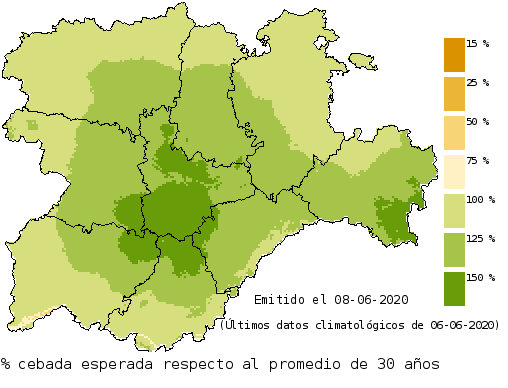 15 %
25 %
50 %
75 %
100 %
125 %
150 %
Emitido el 08-06-2020
(Últimos datos climatológicos de 06-06-2020)
% cebada esperada respecto al promedio de 30 años